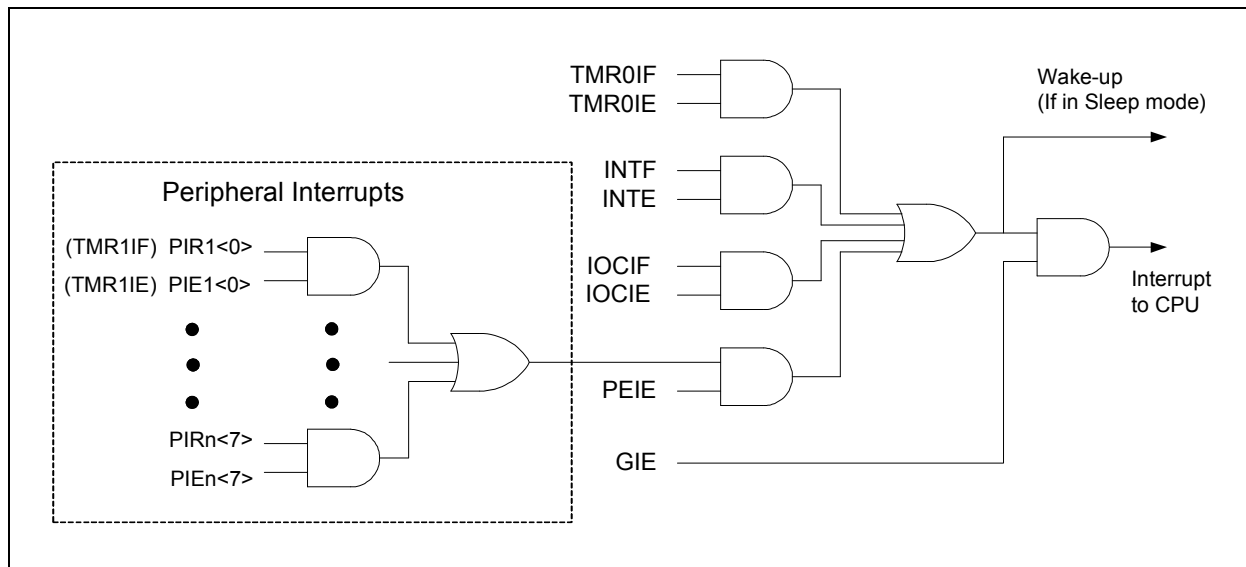 TMR0IF
TMR0IE
Wake-up
(If in Sleep mode)
INTF
INTE
Peripheral Interrupts
(TMR1IF) PIR1<0>
(TMR1IE) PIE1<0>
IOCIF
IOCIE
Interrupt
to CPU
PEIE
PIRn<7>
PIEn<7>
GIE